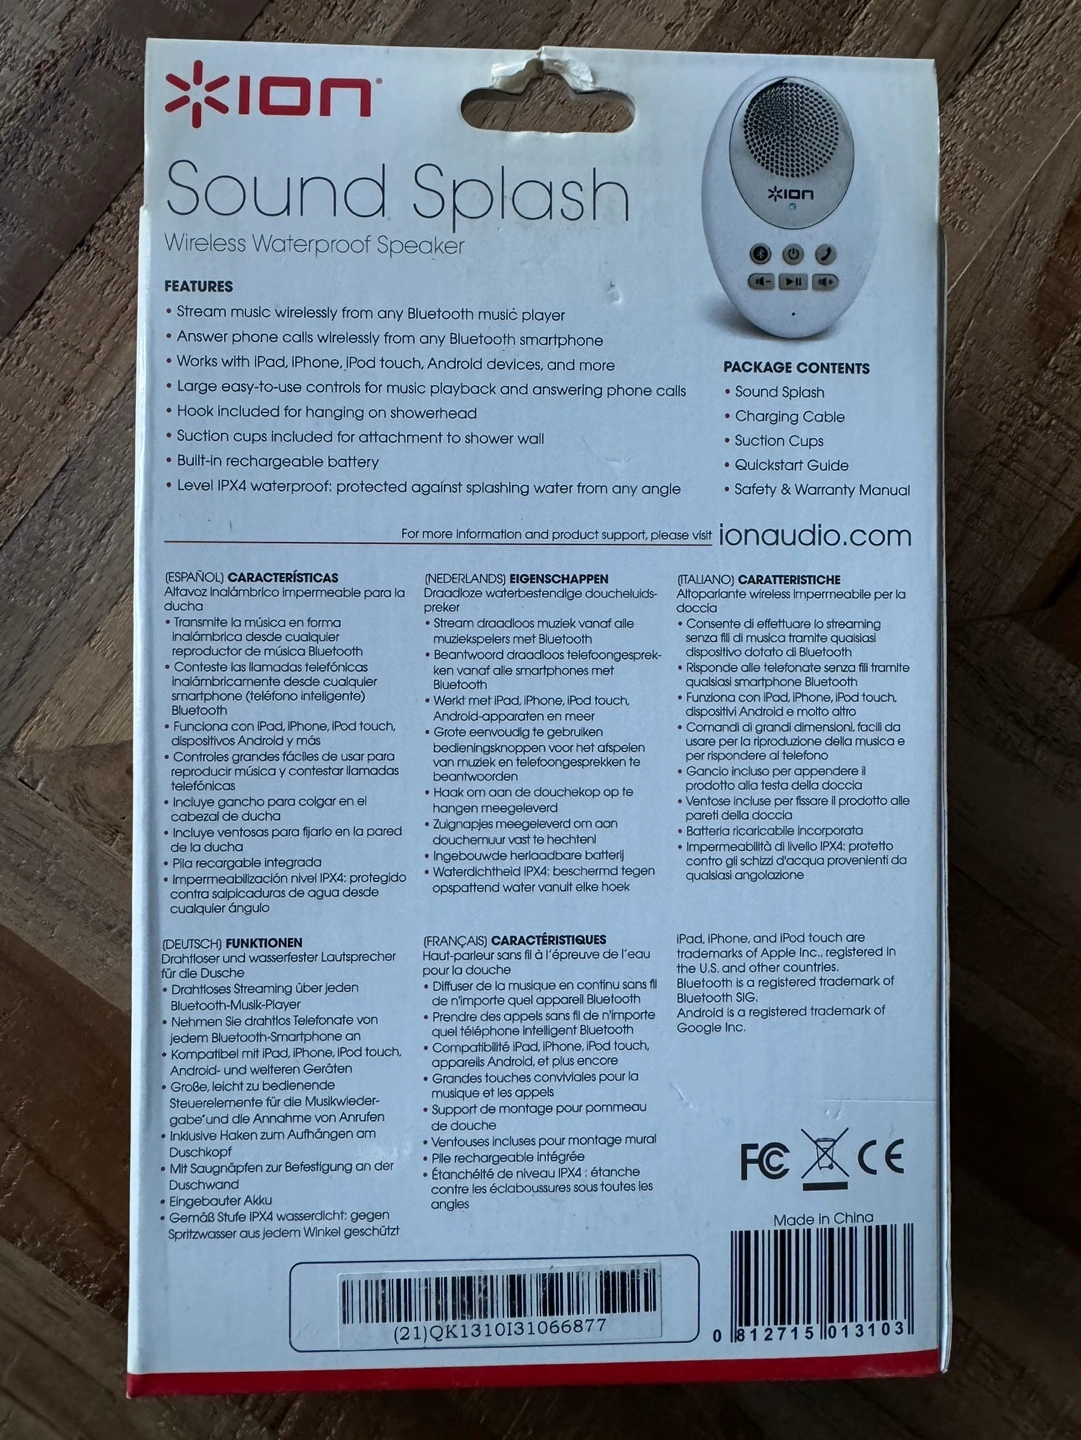 ION
Sound Splash
Wireless Waterproof Speaker
FEATURES
• Stream music wirelessly from any Bluetooth music player
• Answer phone calls wirelessly from any Bluetooth smartphone
• Works with iPad, iPhone, iPod touch, Android devices, and more
• Large easy-to-use controls for music playback and answering phone calls
• Hook included for hanging on showerhead
• Suction cups included for attachment to shower wall
• Built-in rechargeable battery
• Level IPX4 waterproof: protected against splashing water from any angle
ION
PACKAGE CONTENTS
• Sound Splash
• Charging Cable
• Suction Cups
• Quickstart Guide
• Safety & Warranty Manual
For more information and product support, please visit ionaudio.com
(ESPAÑOL) CARACTERÍSTICAS
Altavoz inalámbrico impermeable para la
ducha
• Transmite la música en forma
inalámbrica desde cualquier
reproductor de música Bluetooth
• Conteste las llamadas telefónicas
inalámbricamente desde cualquier
smartphone (teléfono inteligente)
Bluetooth
• Funciona con iPad, iPhone, iPod touch,
dispositivos Android y más
• Controles grandes fáciles de usar para
reproducir música y contestar llamadas
telefónicas
• Incluye gancho para colgar en el
cabezal de ducha
• Incluye ventosas para fijarlo en la pared
de la ducha
• Pila recargable integrada
• Impermeabilización nivel IPX4: protegido
contra salpicaduras de agua desde
cualquier ángulo
(NEDERLANDS) EIGENSCHAPPEN
Draadloze waterbestendige doucheluids-
preker
• Stream draadloos muziek vanaf alle
muziekspelers met Bluetooth
• Beantwoord draadloos telefoongesprek-
ken vanaf alle smartphones met
Bluetooth
• Werkt met iPad, iPhone, iPod touch,
Android-apparaten en meer
• Grote eenvoudig te gebruiken
bedieningsknoppen voor het afspelen
van muziek en telefoongesprekken te
beantwoorden
• Haak om aan de douchekop op te
hangen meegeleverd
• Zuignapjes meegeleverd om aan
douchemuur vast te hechtenl
• Ingebouwde herlaadbare batterij
• Waterdichtheid IPX4: beschermd tegen
opspattend water vanuit elke hoek
(ITALIANO) CARATTERISTICHE
Altoparlante wireless impermeabile per la
doccia
• Consente di effettuare lo streaming
senza fili di musica tramite qualsiasi
dispositivo dotato di Bluetooth
• Risponde alle telefonate senza fili tramite
qualsiasi smartphone Bluetooth
• Funziona con iPad, iPhone, iPod touch,
dispositivi Android e molto altro
• Comandi di grandi dimensioni, facili da
usare per la riproduzione della musica e
per rispondere al telefono
• Gancio incluso per appendere il
prodotto alla testa della doccia
• Ventose incluse per fissare il prodotto alle
pareti della doccia
• Batteria ricaricabile incorporata
• Impermeabilità di livello IPX4: protetto
contro gli schizzi d'acqua provenienti da
qualsiasi angolazione
(DEUTSCH) FUNKTIONEN
Drahtloser und wasserfester Lautsprecher
für die Dusche
• Drahtloses Streaming über jeden
Bluetooth-Musik-Player
• Nehmen Sie drahtlos Telefonate von
jedem Bluetooth-Smartphone an
• Kompatibel mit iPad, iPhone, iPod touch,
Android- und weiteren Geräten
• Große, leicht zu bedienende
Steuerelemente für die Musikwieder-
gabe und die Annahme von Anrufen
• Inklusive Haken zum Aufhängen am
Duschkopf
• Mit Saugnäpfen zur Befestigung an der
Duschwand
• Eingebauter Akku
• Gemäß Stufe IPX4 wasserdicht: gegen
Spritzwasser aus jedem Winkel geschützt
(FRANÇAIS) CARACTÉRISTIQUES
Haut-parleur sans fil à l'épreuve de l'eau
pour la douche
• Diffuser de la musique en continu sans fil
de n'importe quel appareil Bluetooth
• Prendre des appels sans fil de n'importe
quel téléphone intelligent Bluetooth
• Compatibilité iPad, iPhone, iPod touch,
appareils Android, et plus encore
• Grandes touches conviviales pour la
musique et les appels
• Support de montage pour pommeau
de douche
• Ventouses incluses pour montage mural
• Pile rechargeable intégrée
• Étanchéité de niveau IPX4 : étanche
contre les éclaboussures sous toutes les
angles
iPad, iPhone, and iPod touch are
trademarks of Apple Inc., registered in
the U.S. and other countries.
Bluetooth is a registered trademark of
Bluetooth SIG.
Android is a registered trademark of
Google Inc.
FC CE
Made in China
(21)QK1310I31066877
0 812715 013103